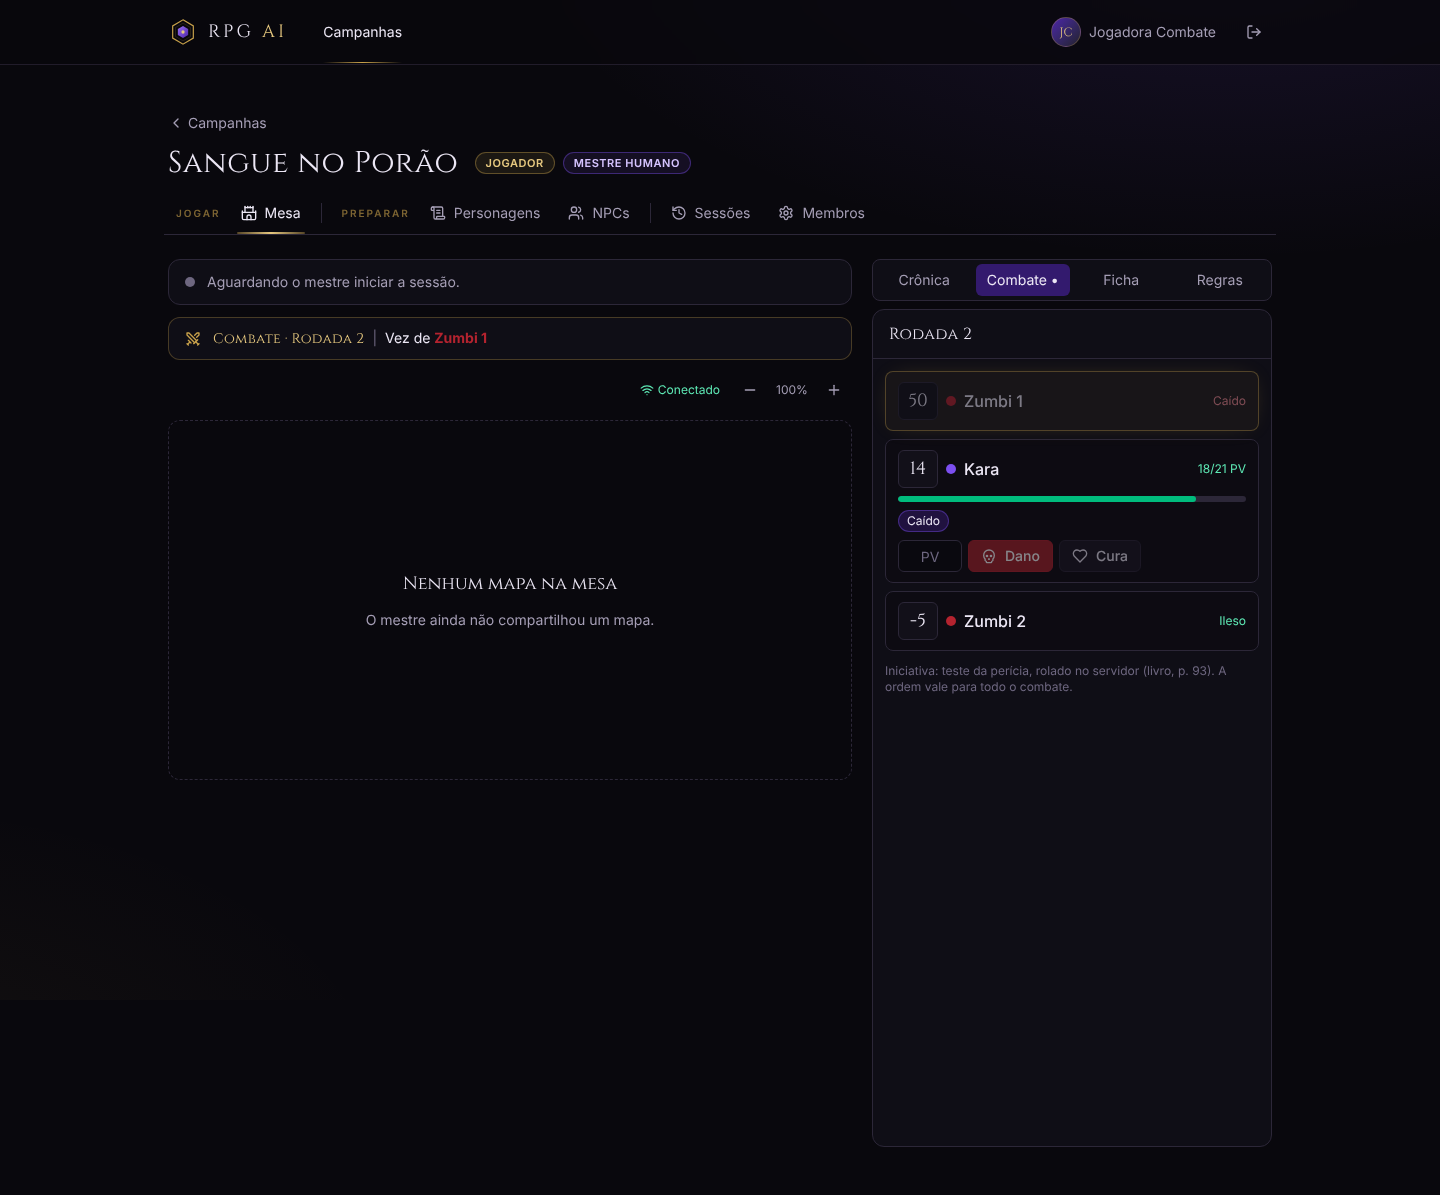 RPG AI
Campanhas
JC
Jogadora Combate
Campanhas
Sangue no Porão
JOGADOR
MESTRE HUMANO
JOGAR
Mesa
PREPARAR
Personagens
NPCs
Sessões
Membros
Aguardando o mestre iniciar a sessão.
Combate · Rodada 2 | Vez de Zumbi 1
Conectado
100%
Nenhum mapa na mesa
O mestre ainda não compartilhou um mapa.
Crônica
Combate •
Ficha
Regras
Rodada 2
50 Zumbi 1 Caído
14 Kara 18/21 PV
Caído
PV Dano Cura
-5 Zumbi 2 Ileso
Iniciativa: teste da perícia, rolado no servidor (livro, p. 93). A
ordem vale para todo o combate.